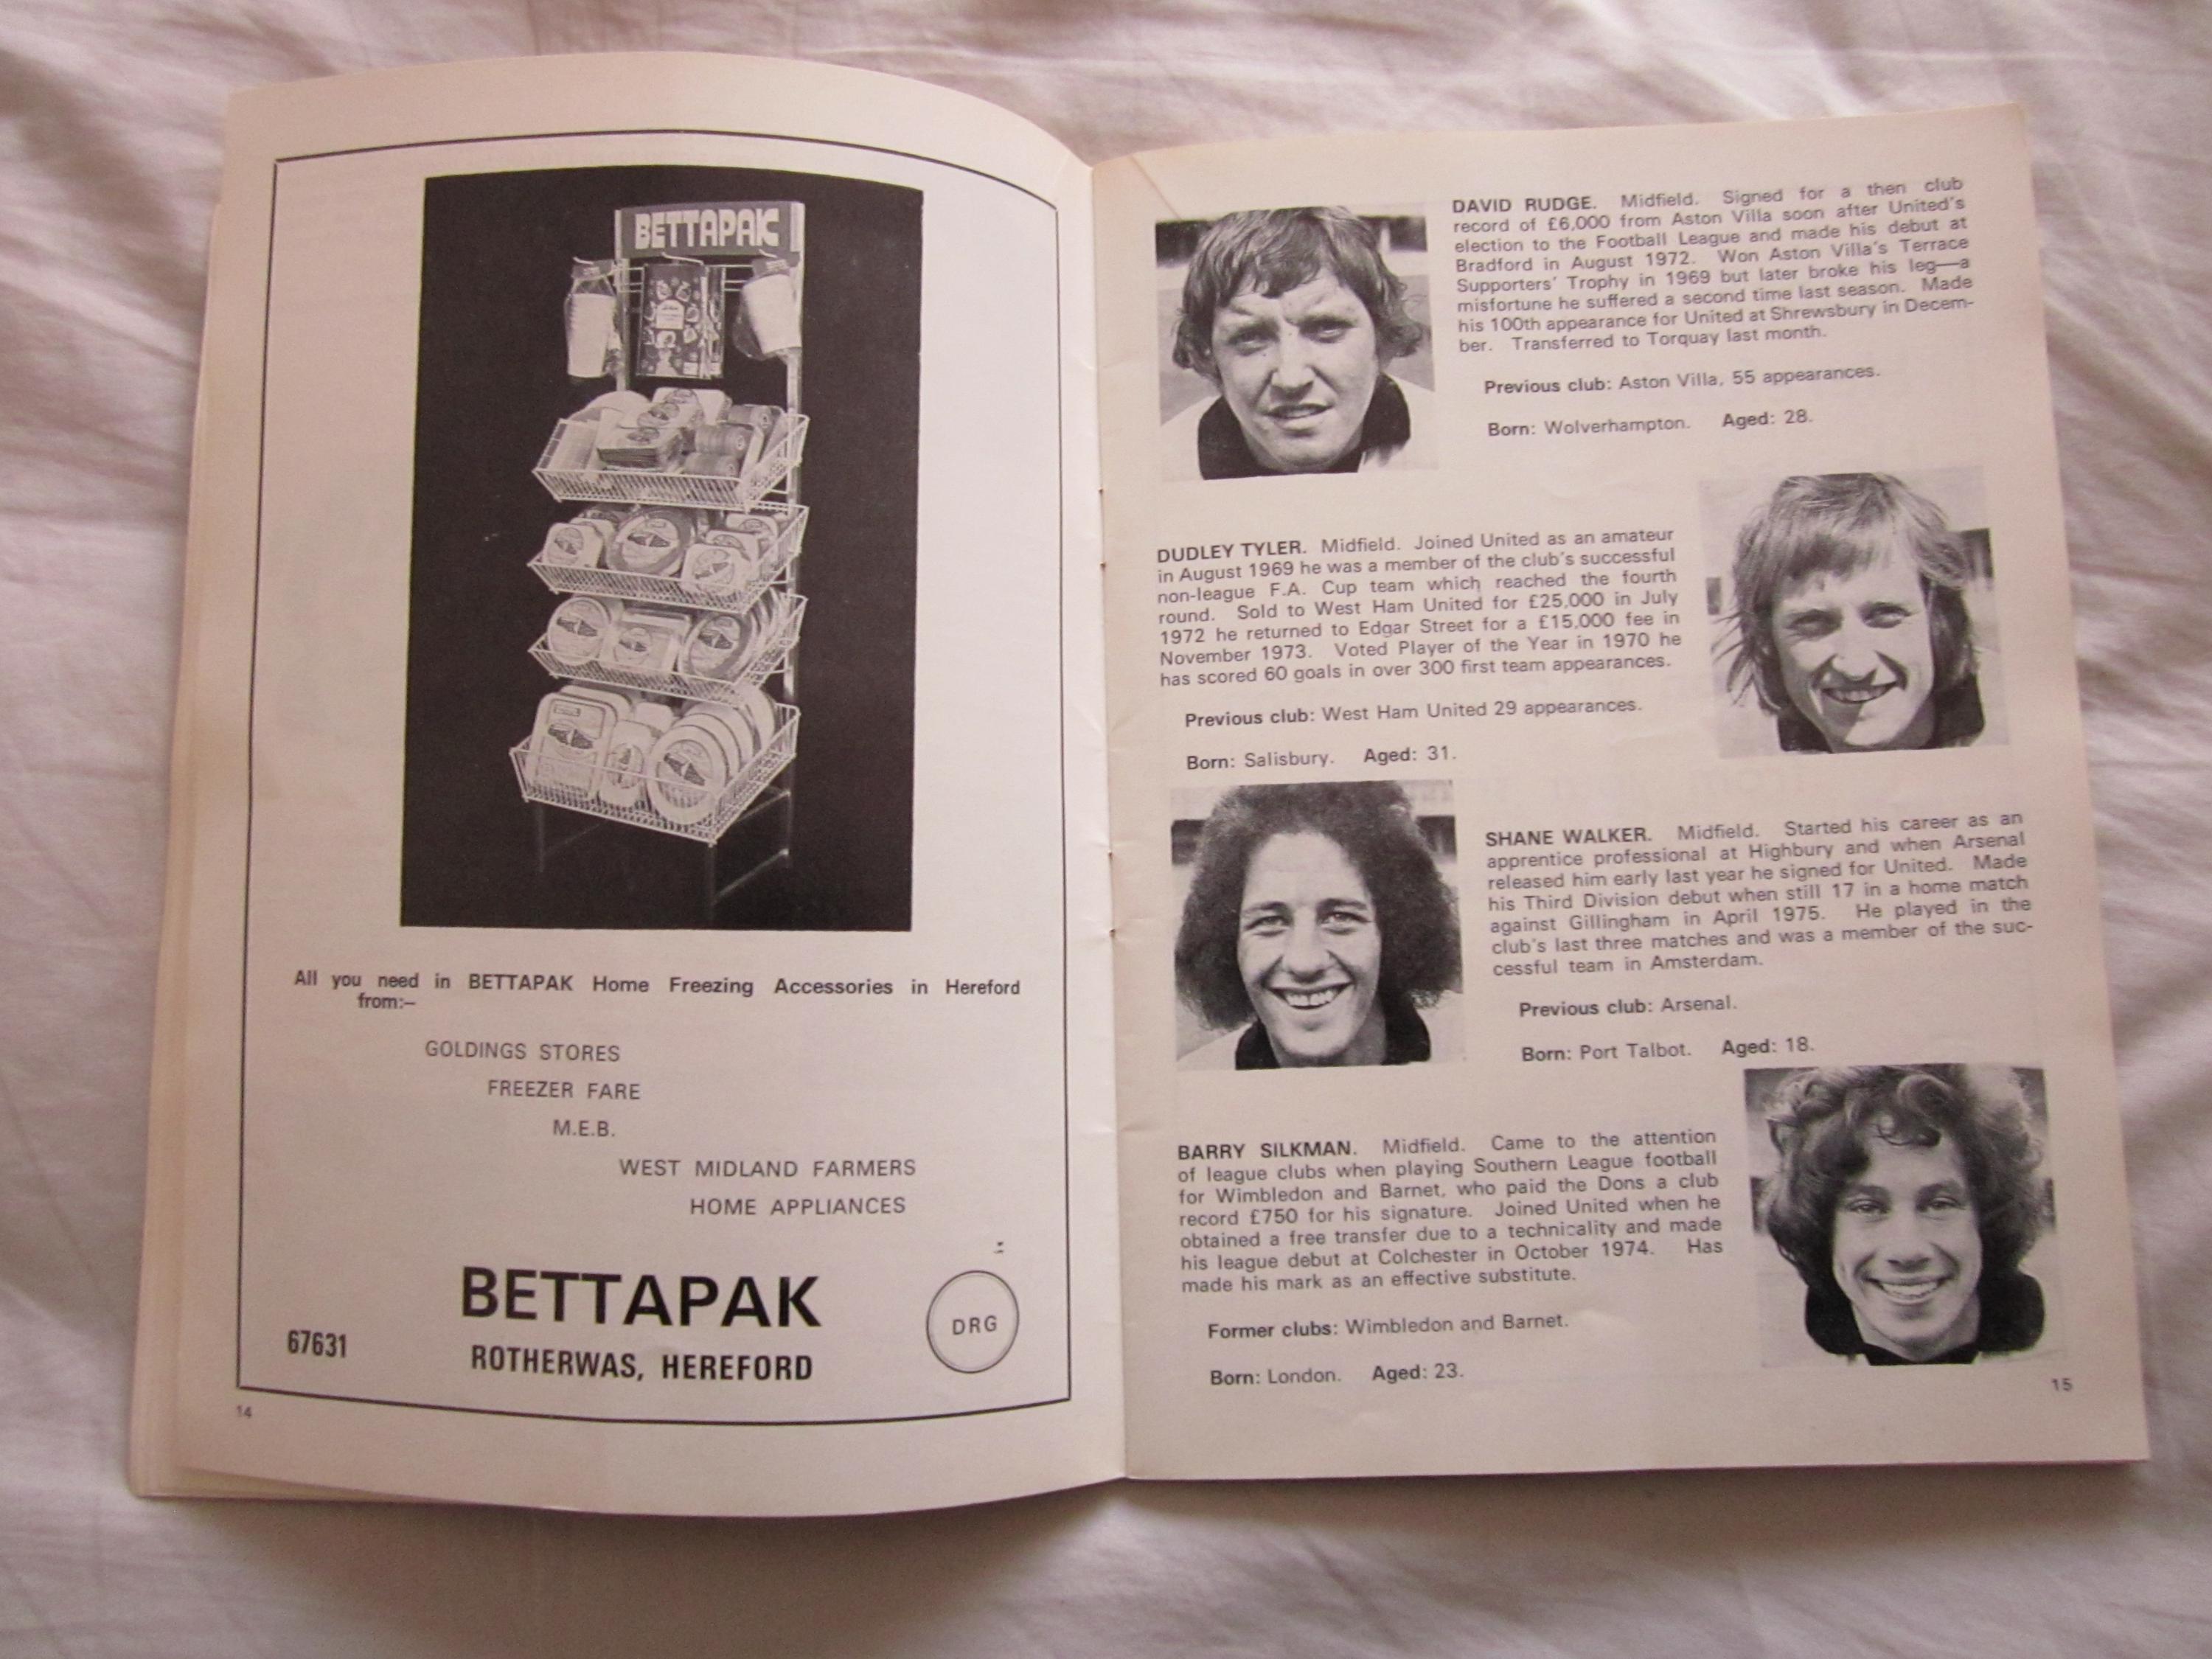 BETTAPAK
All you need in BETTAPAK Home Freezing Accessories in Hereford
from:–
GOLDINGS STORES
FREEZER FARE
M.E.B.
WEST MIDLAND FARMERS
HOME APPLIANCES
BETTAPAK
67631
ROTHERWAS, HEREFORD
DRG
14
DAVID RUDGE. Midfield. Signed for a then club
record of £6,000 from Aston Villa soon after United's
election to the Football League and made his debut at
Bradford in August 1972. Won Aston Villa's Terrace
Supporters' Trophy in 1969 but later broke his leg—a
misfortune he suffered a second time last season. Made
his 100th appearance for United at Shrewsbury in Decem-
ber. Transferred to Torquay last month.
Previous club: Aston Villa, 55 appearances.
Born: Wolverhampton. Aged: 28.
DUDLEY TYLER. Midfield. Joined United as an amateur
in August 1969 he was a member of the club's successful
non-league F.A. Cup team which reached the fourth
round. Sold to West Ham United for £25,000 in July
1972 he returned to Edgar Street for a £15,000 fee in
November 1973. Voted Player of the Year in 1970 he
has scored 60 goals in over 300 first team appearances.
Previous club: West Ham United 29 appearances.
Born: Salisbury. Aged: 31.
SHANE WALKER. Midfield. Started his career as an
apprentice professional at Highbury and when Arsenal
released him early last year he signed for United. Made
his Third Division debut when still 17 in a home match
against Gillingham in April 1975. He played in the
club's last three matches and was a member of the suc-
cessful team in Amsterdam.
Previous club: Arsenal.
Born: Port Talbot. Aged: 18.
BARRY SILKMAN. Midfield. Came to the attention
of league clubs when playing Southern League football
for Wimbledon and Barnet, who paid the Dons a club
record £750 for his signature. Joined United when he
obtained a free transfer due to a technicality and made
his league debut at Colchester in October 1974. Has
made his mark as an effective substitute.
Former clubs: Wimbledon and Barnet.
Born: London. Aged: 23.
15